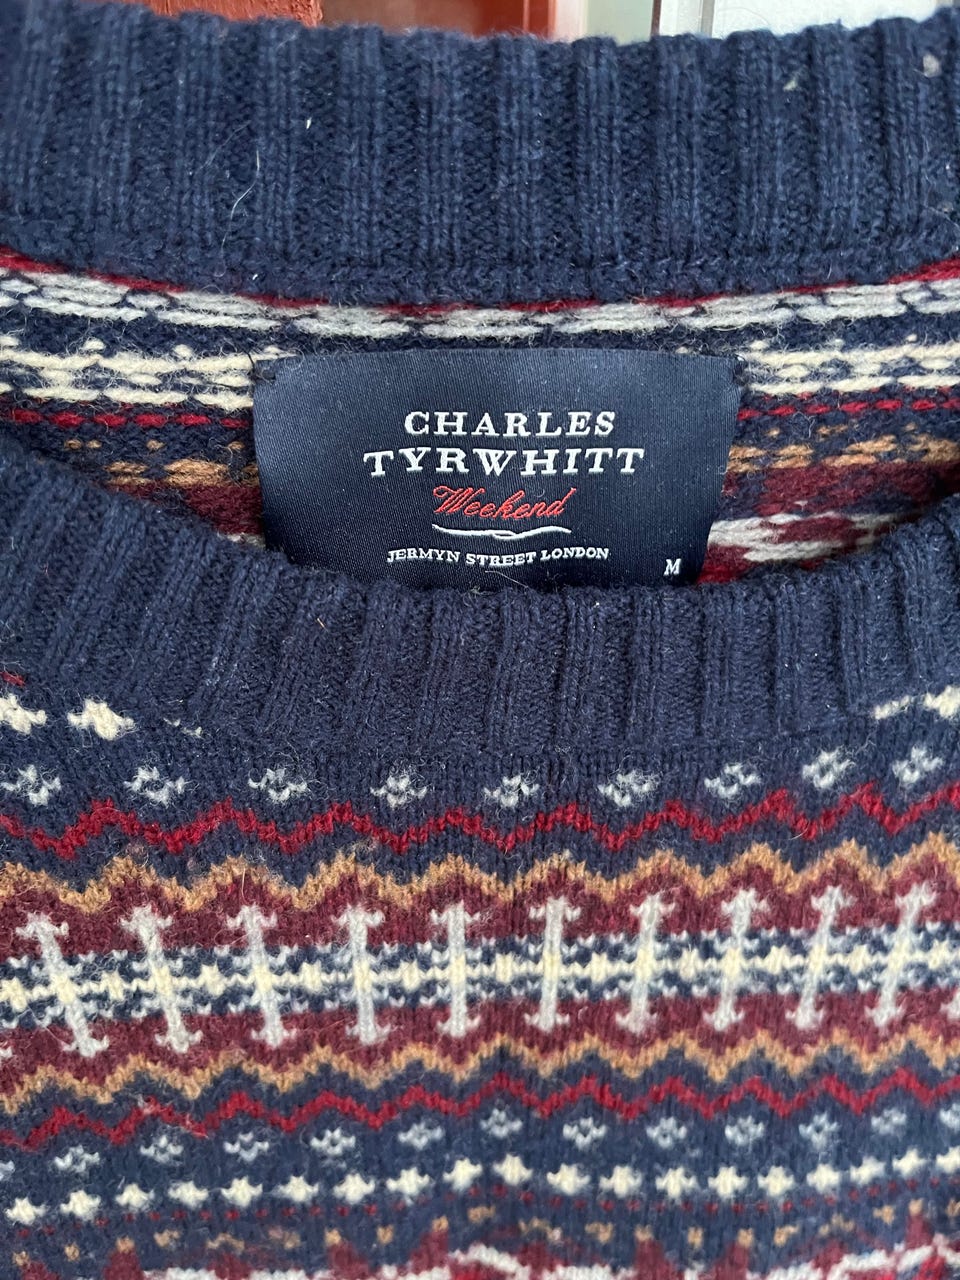 CHARLES
TYRWHITT
Weekend
JERMYN STREET LONDON
M